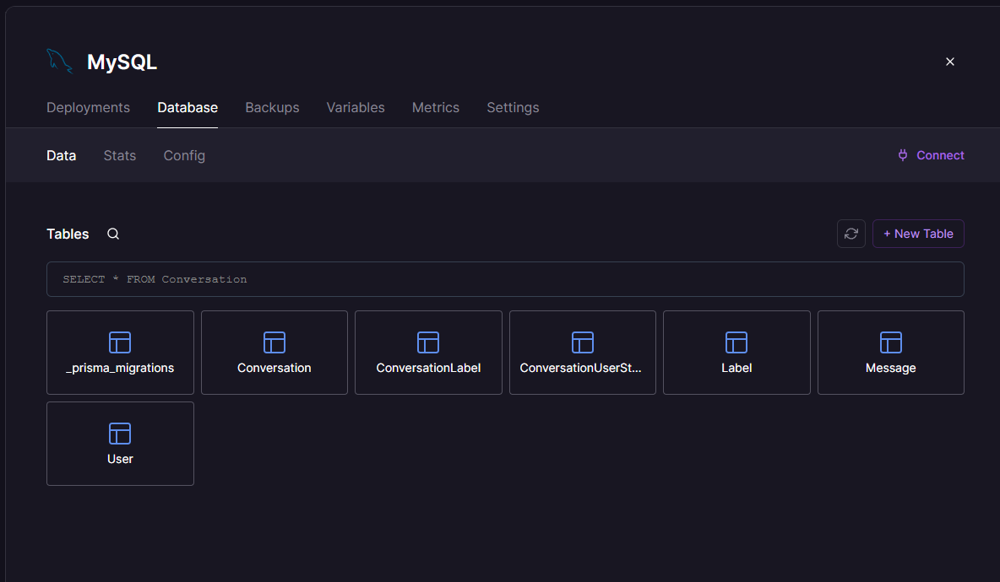 MySQL
Deployments Database Backups Variables Metrics Settings
Data Stats Config Connect
Tables + New Table
SELECT * FROM Conversation
_prisma_migrations Conversation ConversationLabel ConversationUserSt... Label Message
User